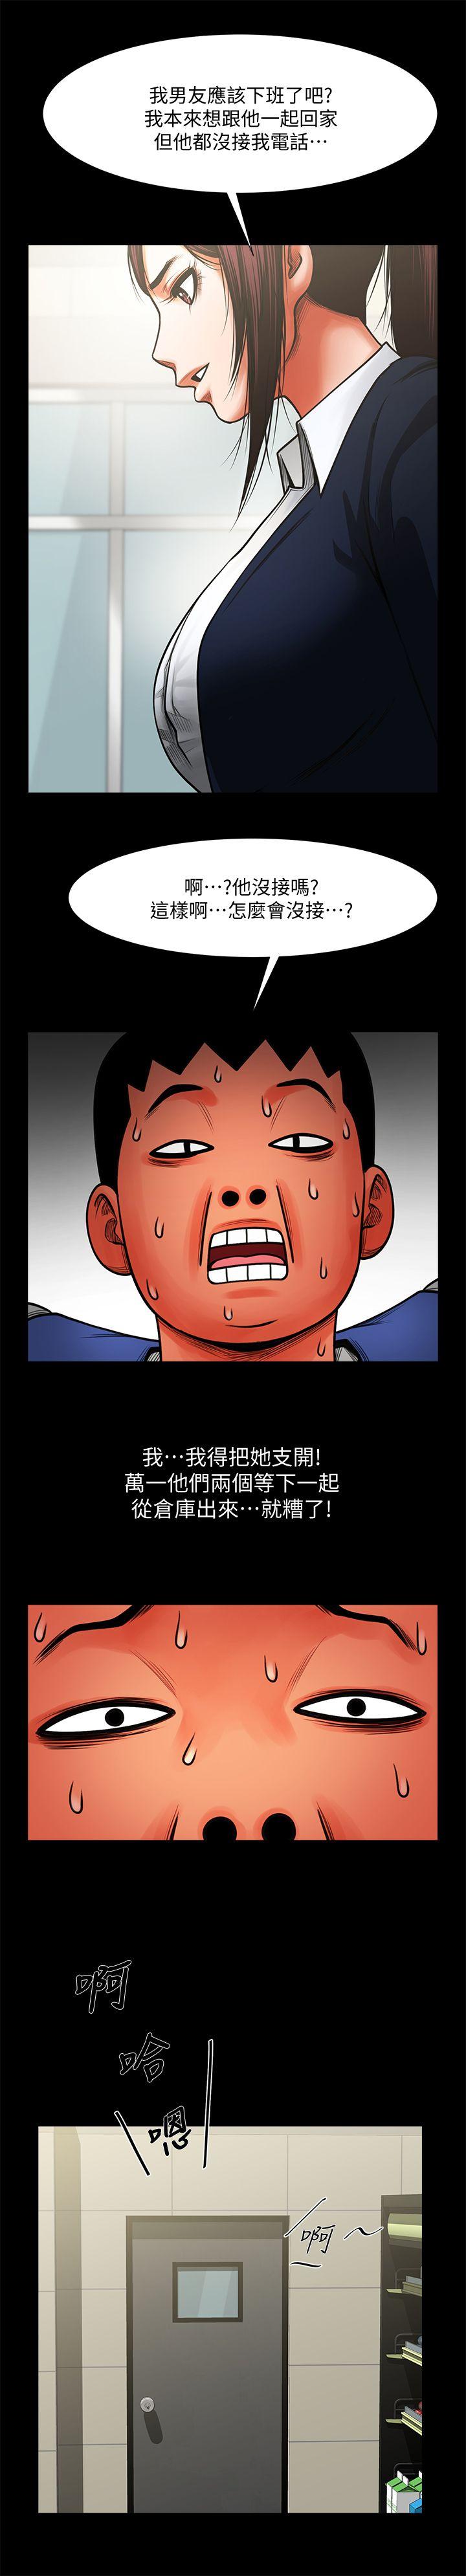 我男友應該下班了吧?
我本來想跟他一起回家
但他都沒接我電話⋯
啊⋯?他沒接嗎?
這樣啊⋯怎麼會沒接⋯?
我⋯我得把她支開!
萬一他們兩個等下一起
從倉庫出來⋯就糟了!
啊
哈
嗯
啊~